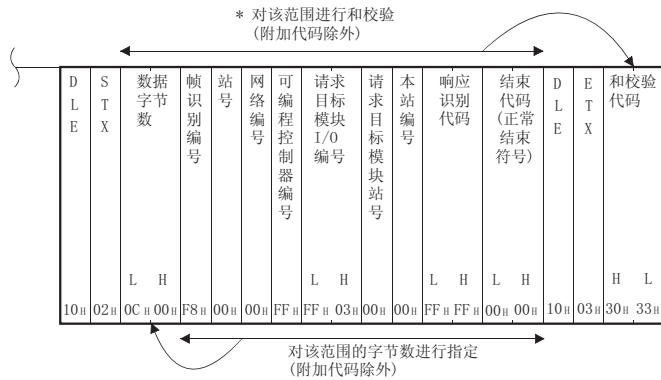 * 对该范围进行和校验
(附加代码除外)
DLE
STX
数据字节数
帧识别编号
站号
网络编号
可编程控制器编号
请求目标模块I/O编号
请求目标模块站号
本站编号
响应识别代码
结束代码(正常结束符号)
DLE
ETX
和校验代码
L H L H L H L H H L
10H 02H 0CH 00H F8H 00H 00H FFH FFH 03H 00H 00H FFH FFH 00H 00H 10H 03H 30H 33H
对该范围的字节数进行指定
(附加代码除外)